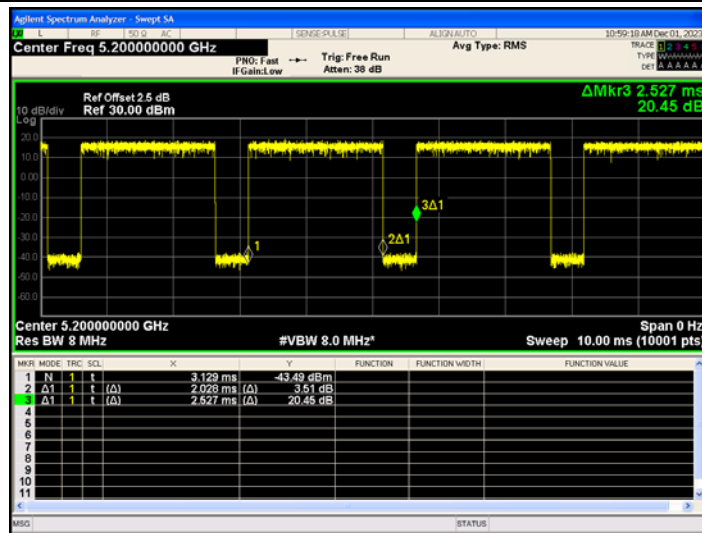 Agilent Spectrum Analyzer - Swept SA
L RF 50 Ω AC SENSE:PULSE ALIGN AUTO 10:59:18 AM Dec 01, 2023
Center Freq 5.200000000 GHz
Avg Type: RMS
TRACE 1 2 3 4 5
PNO: Fast Trig: Free Run
TYPE W
IFGain:Low Atten: 38 dB
DET A A A A A
ΔMkr3 2.527 ms
20.45 dB
Ref Offset 2.5 dB
10 dB/div Ref 30.00 dBm
Log
20.0
10.0
0.00
-10.0
-20.0
-30.0
-40.0
-50.0
-60.0
1
2Δ1
3Δ1
Center 5.200000000 GHz Span 0 Hz
Res BW 8 MHz #VBW 8.0 MHz* Sweep 10.00 ms (10001 pts)
MKR MODE TRC SCL X Y FUNCTION FUNCTION WIDTH FUNCTION VALUE
1 N 1 t 3.129 ms -43.49 dBm
2 Δ1 1 t (Δ) 2.028 ms (Δ) 3.51 dB
3 Δ1 1 t (Δ) 2.527 ms (Δ) 20.45 dB
4
5
6
7
8
9
10
11
MSG STATUS